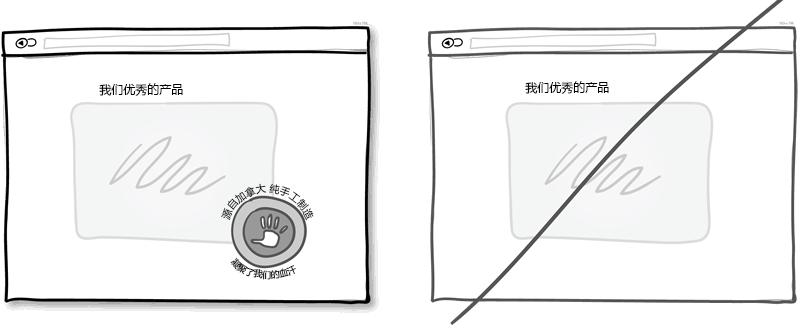 我们优秀的产品
源自加拿大 纯手工制造
凝聚了我们的血汗
我们优秀的产品